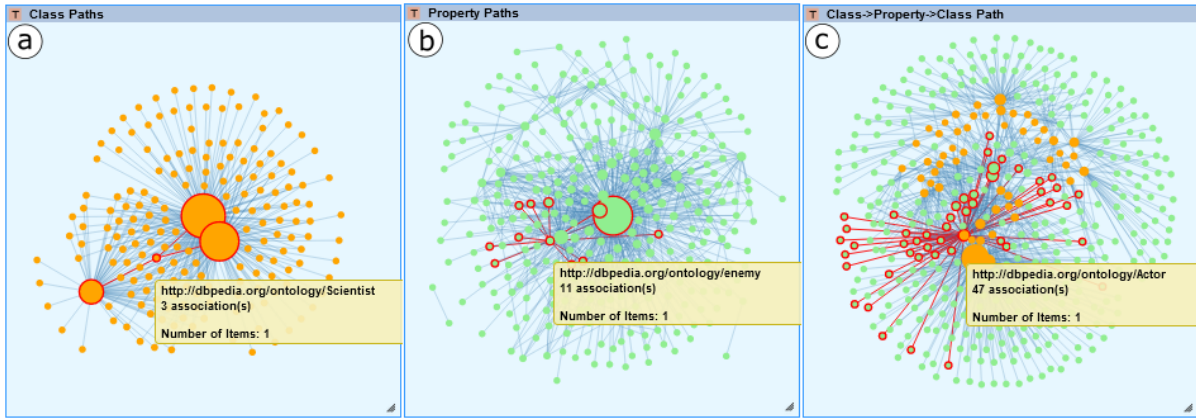 T Class Paths
a
http://dbpedia.org/ontology/Scientist
3 association(s)
Number of Items: 1
T Property Paths
b
http://dbpedia.org/ontology/enemy
11 association(s)
Number of Items: 1
T Class->Property->Class Path
c
http://dbpedia.org/ontology/Actor
47 association(s)
Number of Items: 1